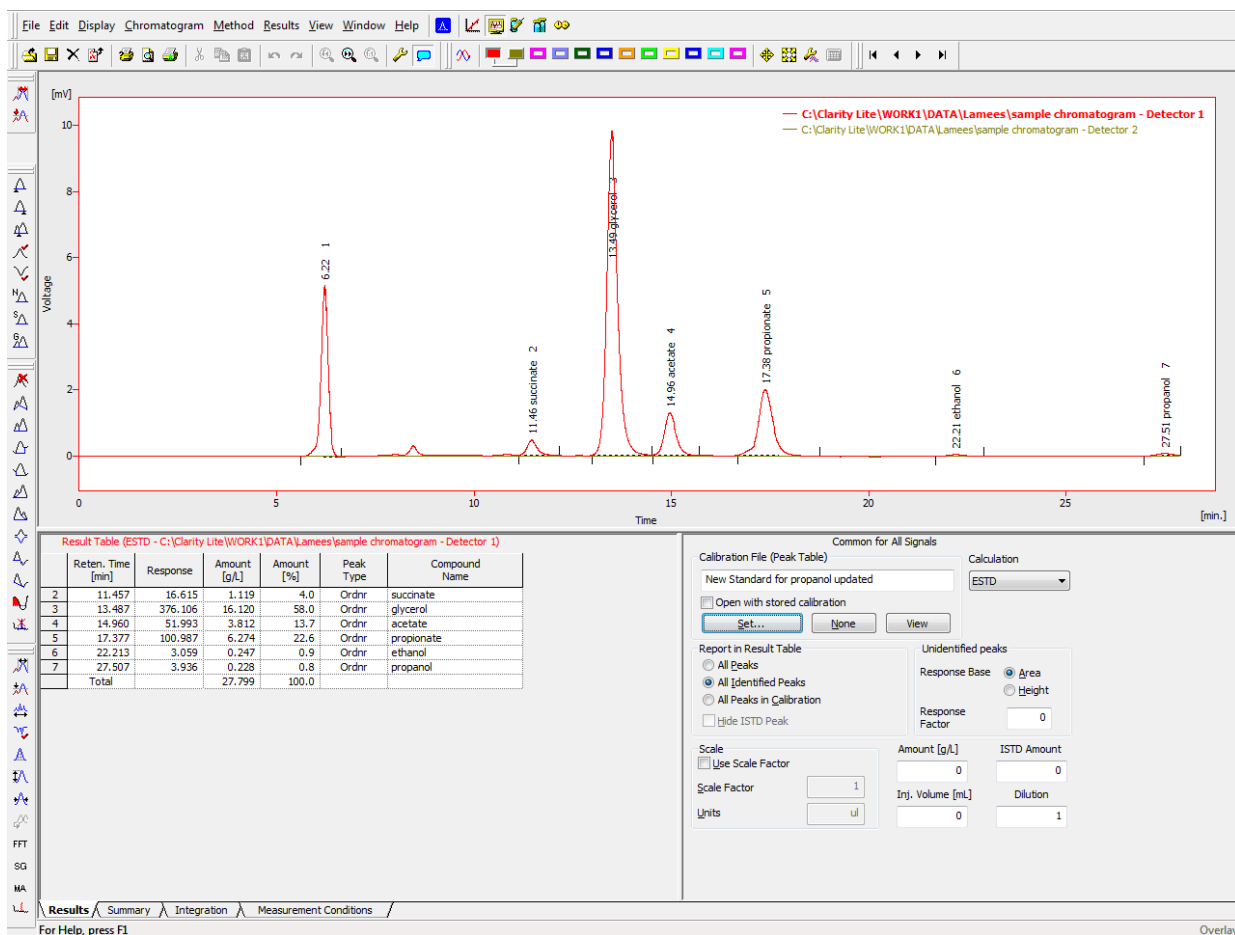 File Edit Display Chromatogram Method Results View Window Help
[mV]
C:\Clarity Lite\WORK1\DATA\Lamees\sample chromatogram - Detector 1
C:\Clarity Lite\WORK1\DATA\Lamees\sample chromatogram - Detector 2
10
8
6
4
2
0
Voltage
6.22 1
11.46 succinate 2
13.49 glycerol 3
14.96 acetate 4
17.38 propionate 5
22.21 ethanol 6
27.51 propanol 7
0 5 10 15 20 25
Time
[min.]
N
S
G
FFT
SG
MA
Result Table (ESTD - C:\Clarity Lite\WORK1\DATA\Lamees\sample chromatogram - Detector 1)
Reten. Time [min] Response Amount [g/L] Amount [%] Peak Type Compound Name
2 11.457 16.615 1.119 4.0 Ordnr succinate
3 13.487 376.106 16.120 58.0 Ordnr glycerol
4 14.960 51.993 3.812 13.7 Ordnr acetate
5 17.377 100.987 6.274 22.6 Ordnr propionate
6 22.213 3.059 0.247 0.9 Ordnr ethanol
7 27.507 3.936 0.228 0.8 Ordnr propanol
Total 27.799 100.0
Common for All Signals
Calibration File (Peak Table)
New Standard for propanol updated
Open with stored calibration
Set... None View
Calculation
ESTD
Report in Result Table
All Peaks
All Identified Peaks
All Peaks in Calibration
Hide ISTD Peak
Unidentified peaks
Response Base Area
Height
Response Factor 0
Scale
Use Scale Factor
Scale Factor 1
Units ul
Amount [g/L] ISTD Amount
0 0
Inj. Volume [mL] Dilution
0 1
Results Summary Integration Measurement Conditions
For Help, press F1
Overlay